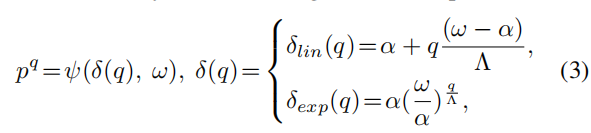 p^q = ψ(δ(q), ω), δ(q) = { δ_lin(q) = α + q (ω − α) / Λ ,
δ_exp(q) = α(ω/α)^(q/Λ) , (3)